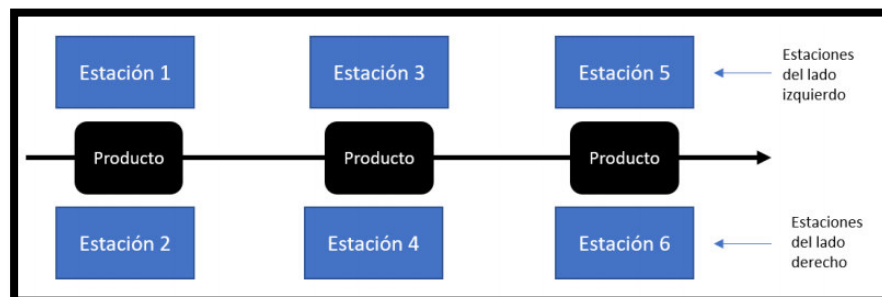 Estación 1
Estación 3
Estación 5
Estaciones
del lado
izquierdo
Producto
Producto
Producto
Estación 2
Estación 4
Estación 6
Estaciones
del lado
derecho